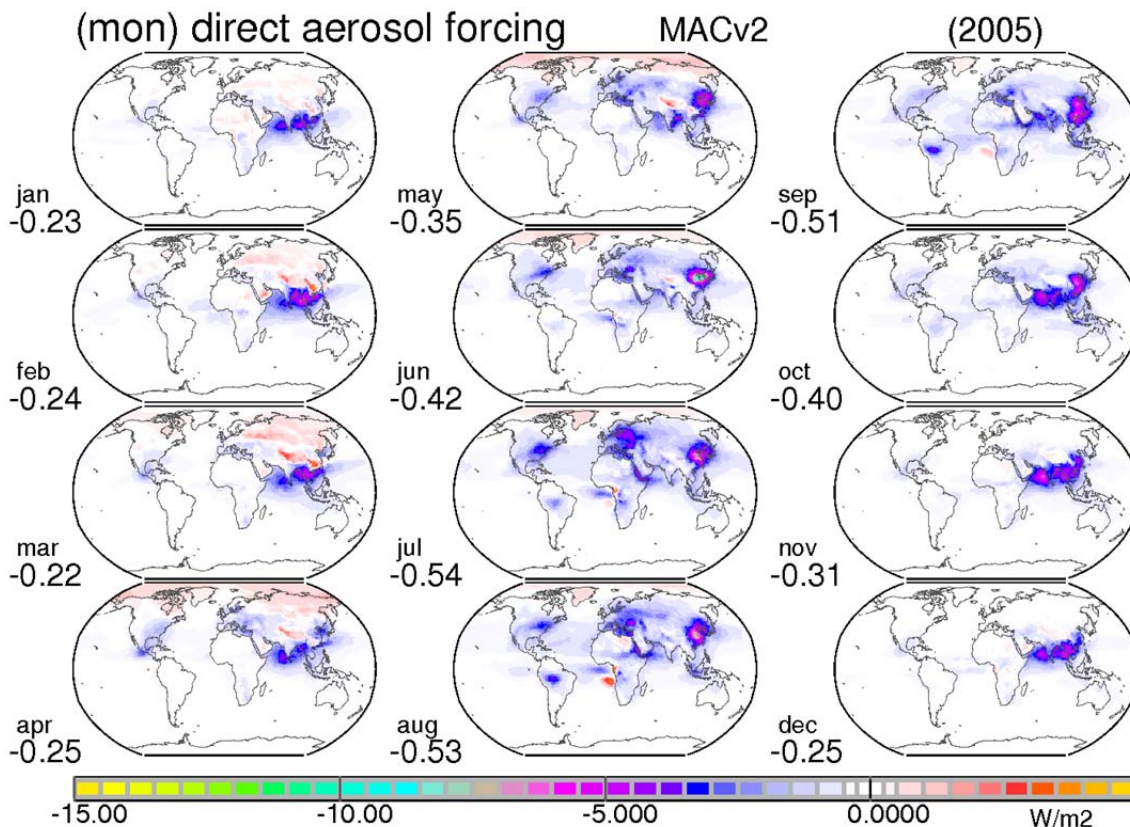 (mon) direct aerosol forcing MACv2 (2005)
jan
-0.23
may
-0.35
sep
-0.51
feb
-0.24
jun
-0.42
oct
-0.40
mar
-0.22
jul
-0.54
nov
-0.31
apr
-0.25
aug
-0.53
dec
-0.25
-15.00 -10.00 -5.000 0.0000 W/m2